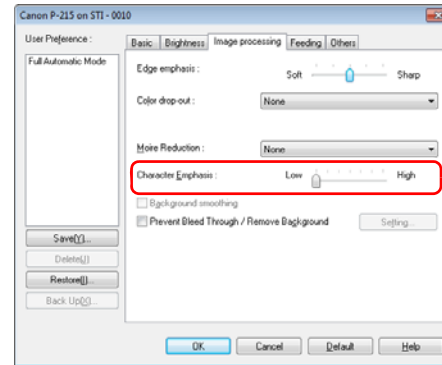 Canon P-215 on STI - 0010
User Preference :
Full Automatic Mode
Save(Y)...
Delete(J)
Restore(I)...
Back Up(X)...
Basic Brightness Image processing Feeding Others
Edge emphasis : Soft Sharp
Color drop-out : None
Moire Reduction : None
Character Emphasis : Low High
Background smoothing
Prevent Bleed Through / Remove Background Setting...
OK Cancel Default Help